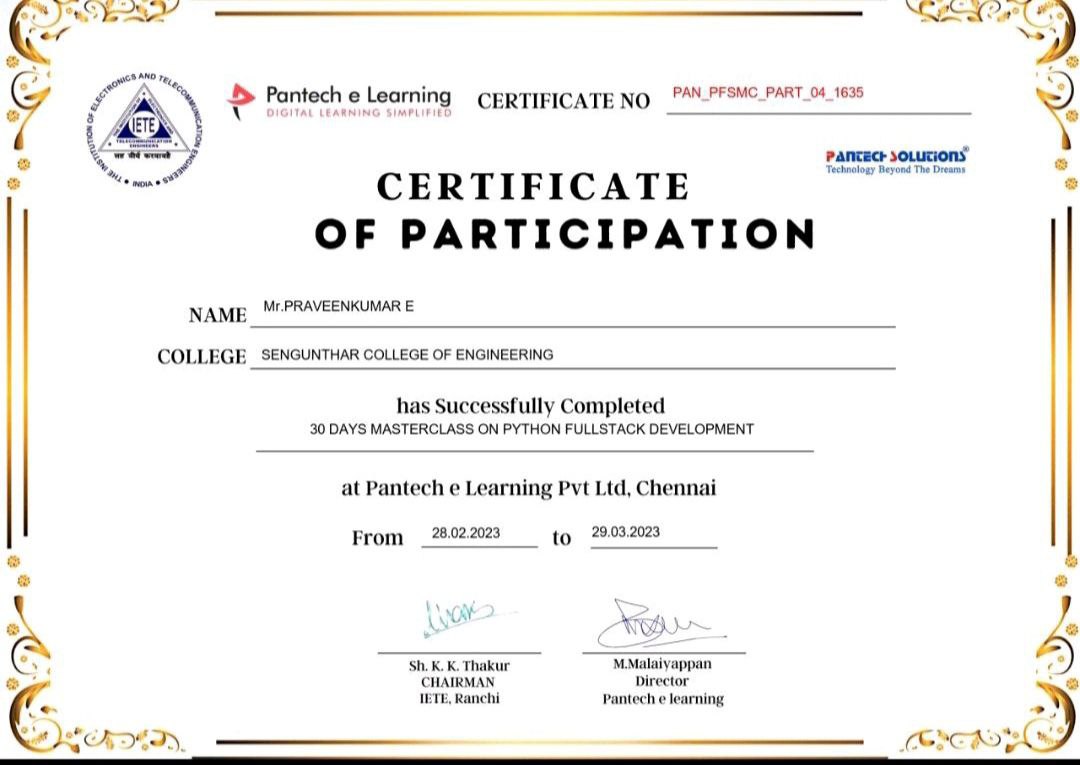 THE INSTITUTION OF ELECTRONICS AND TELECOMMUNICATION ENGINEERS
INDIA
IETE
TELECOMMUNICATION
ENGINEERS
Pantech e Learning
DIGITAL LEARNING SIMPLIFIED
CERTIFICATE NO PAN_PFSMC_PART_04_1635
PANTECH SOLUTIONS®
Technology Beyond The Dreams
CERTIFICATE
OF PARTICIPATION
NAME Mr.PRAVEENKUMAR E
COLLEGE SENGUNTHAR COLLEGE OF ENGINEERING
has Successfully Completed
30 DAYS MASTERCLASS ON PYTHON FULLSTACK DEVELOPMENT
at Pantech e Learning Pvt Ltd, Chennai
From 28.02.2023 to 29.03.2023
Sh. K. K. Thakur
CHAIRMAN
IETE, Ranchi
M.Malaiyappan
Director
Pantech e learning